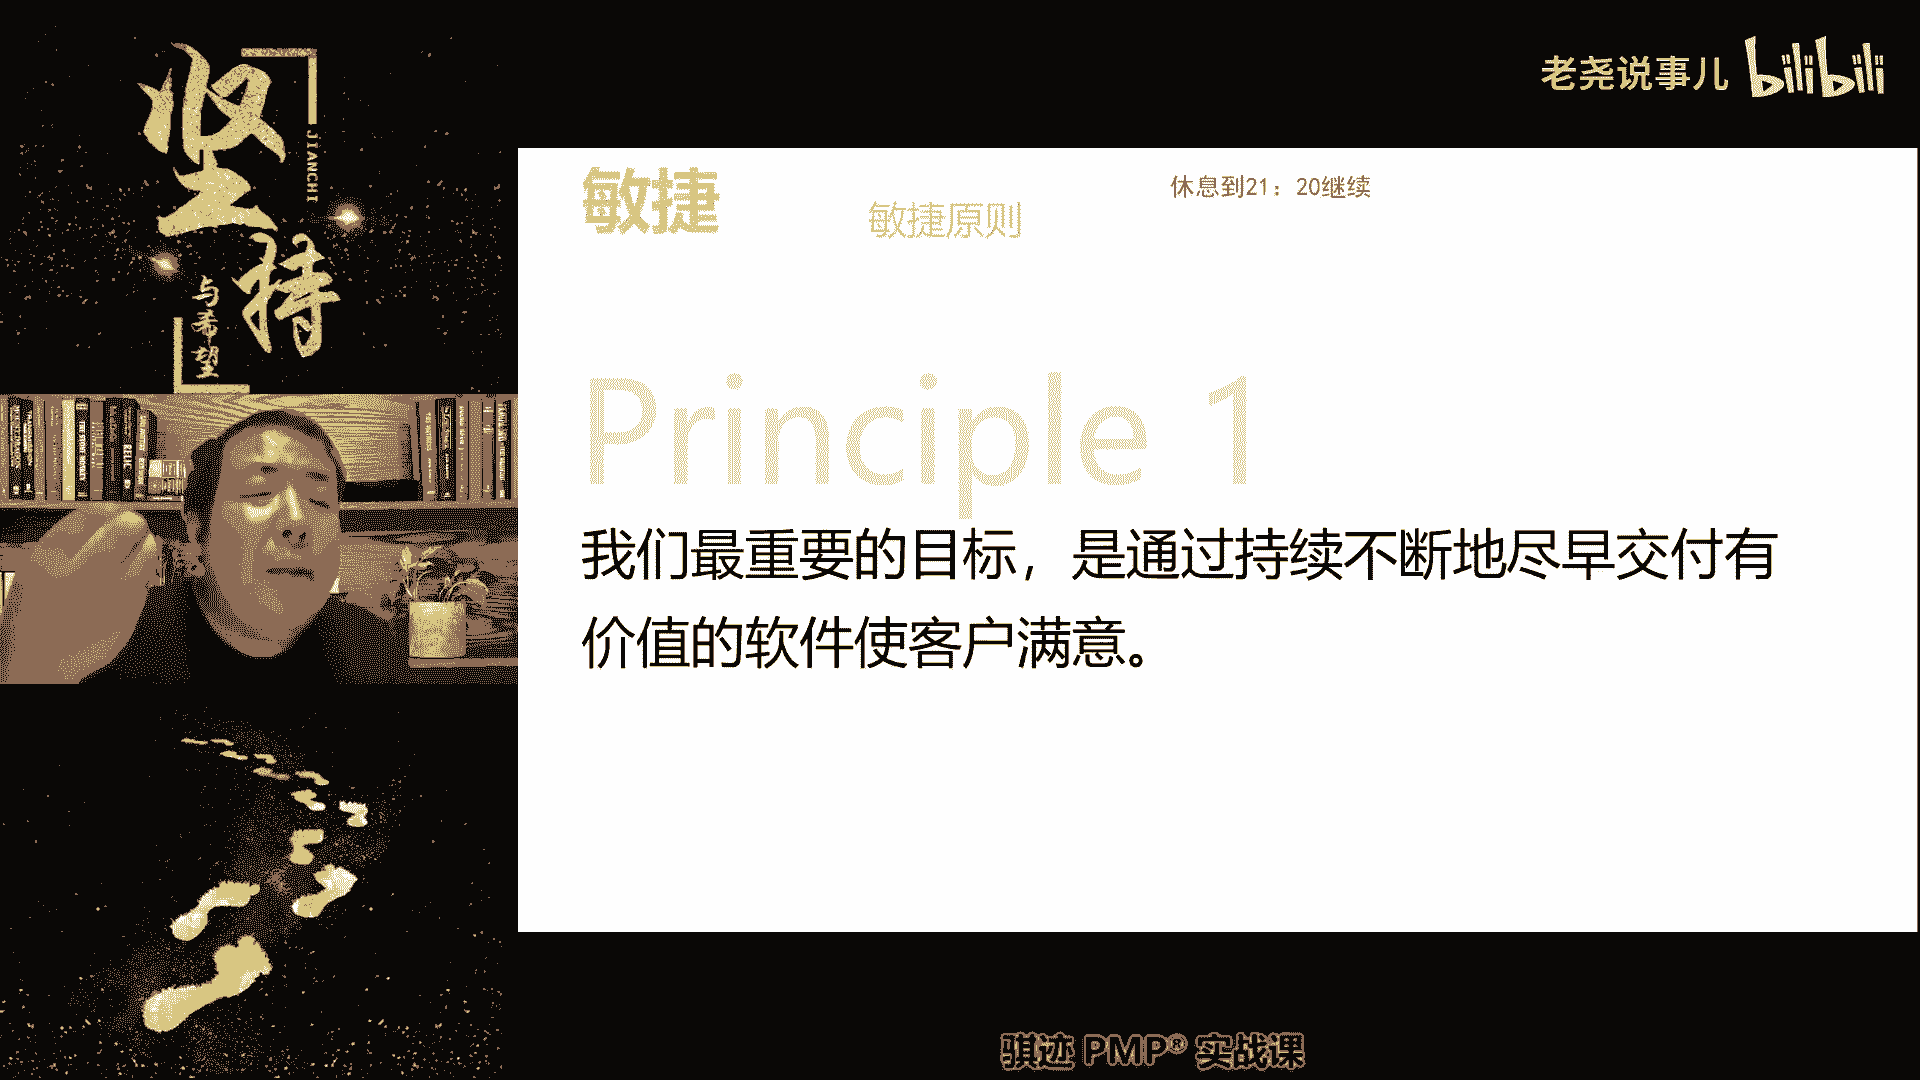 坚持
JIANCHI
与希望
老尧说事儿 bilibili
敏捷
敏捷原则
休息到21：20继续
Principle 1
我们最重要的目标，是通过持续不断地尽早交付有
价值的软件使客户满意。
骐迹 PMP® 实战课